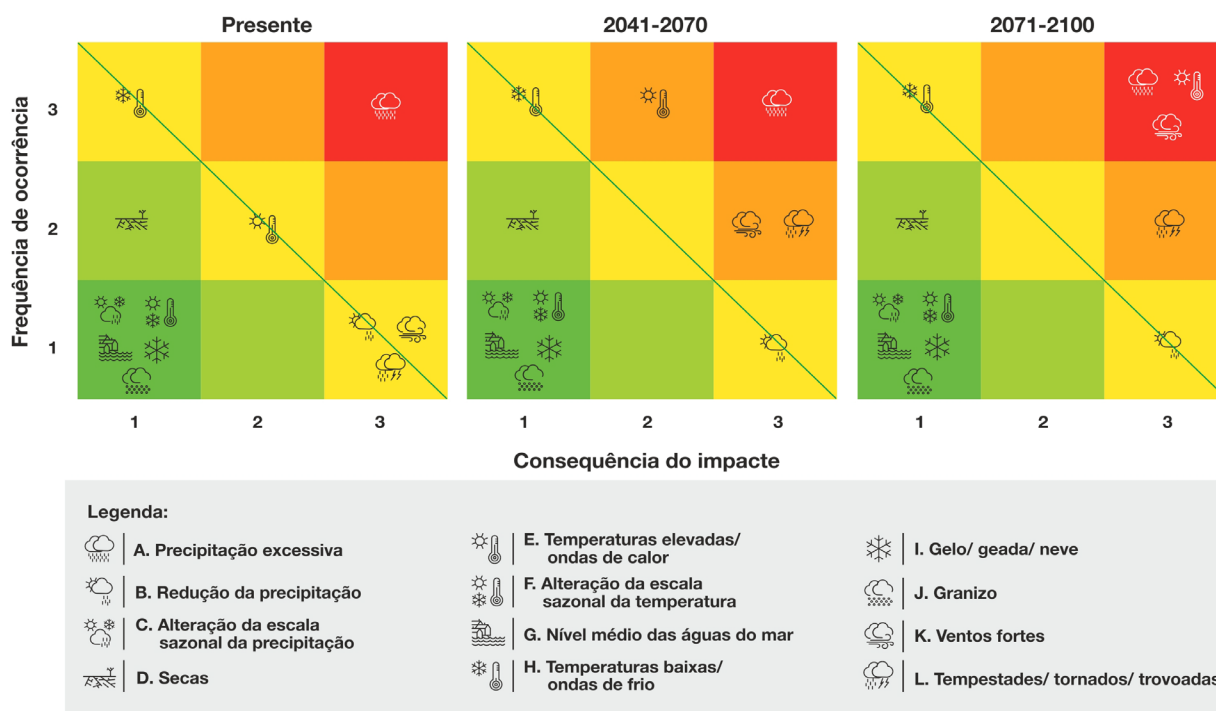 Presente
2041-2070
2071-2100
Frequência de ocorrência
3
2
1
1 2 3
1 2 3
1 2 3
Consequência do impacte
Legenda:
A. Precipitação excessiva
B. Redução da precipitação
C. Alteração da escala
sazonal da precipitação
D. Secas
E. Temperaturas elevadas/
ondas de calor
F. Alteração da escala
sazonal da temperatura
G. Nível médio das águas do mar
H. Temperaturas baixas/
ondas de frio
I. Gelo/ geada/ neve
J. Granizo
K. Ventos fortes
L. Tempestades/ tornados/ trovoadas